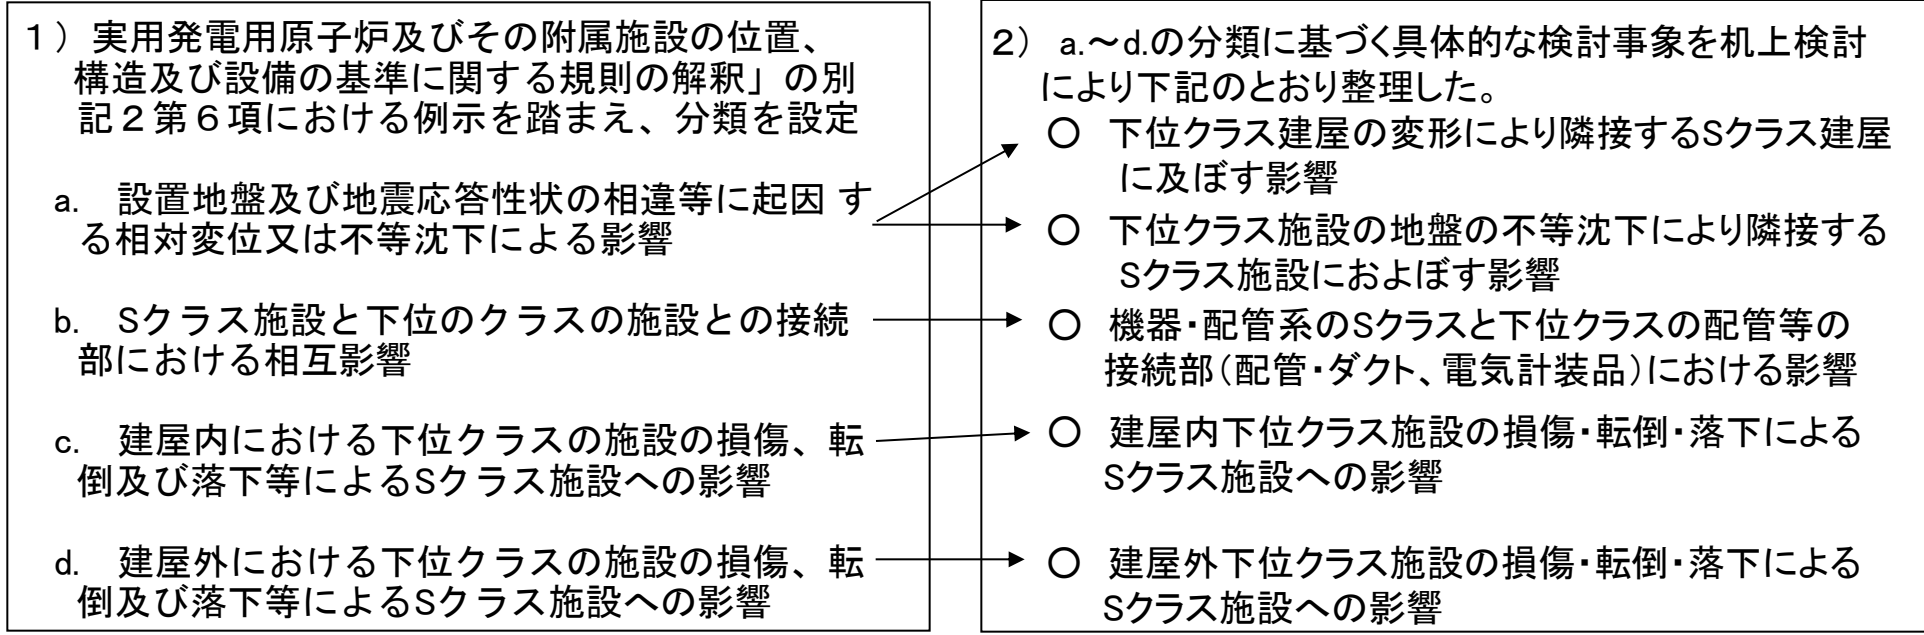 １）実用発電用原子炉及びその附属施設の位置、
構造及び設備の基準に関する規則の解釈」の別
記２第６項における例示を踏まえ、分類を設定
a. 設置地盤及び地震応答性状の相違等に起因 す
る相対変位又は不等沈下による影響
b. Sクラス施設と下位のクラスの施設との接続
部における相互影響
c. 建屋内における下位クラスの施設の損傷、転
倒及び落下等によるSクラス施設への影響
d. 建屋外における下位クラスの施設の損傷、転
倒及び落下等によるSクラス施設への影響
２） a.～d.の分類に基づく具体的な検討事象を机上検討
により下記のとおり整理した。
○ 下位クラス建屋の変形により隣接するSクラス建屋
に及ぼす影響
○ 下位クラス施設の地盤の不等沈下により隣接する
Sクラス施設におよぼす影響
○ 機器・配管系のSクラスと下位クラスの配管等の
接続部（配管・ダクト、電気計装品）における影響
○ 建屋内下位クラス施設の損傷・転倒・落下による
Sクラス施設への影響
○ 建屋外下位クラス施設の損傷・転倒・落下による
Sクラス施設への影響